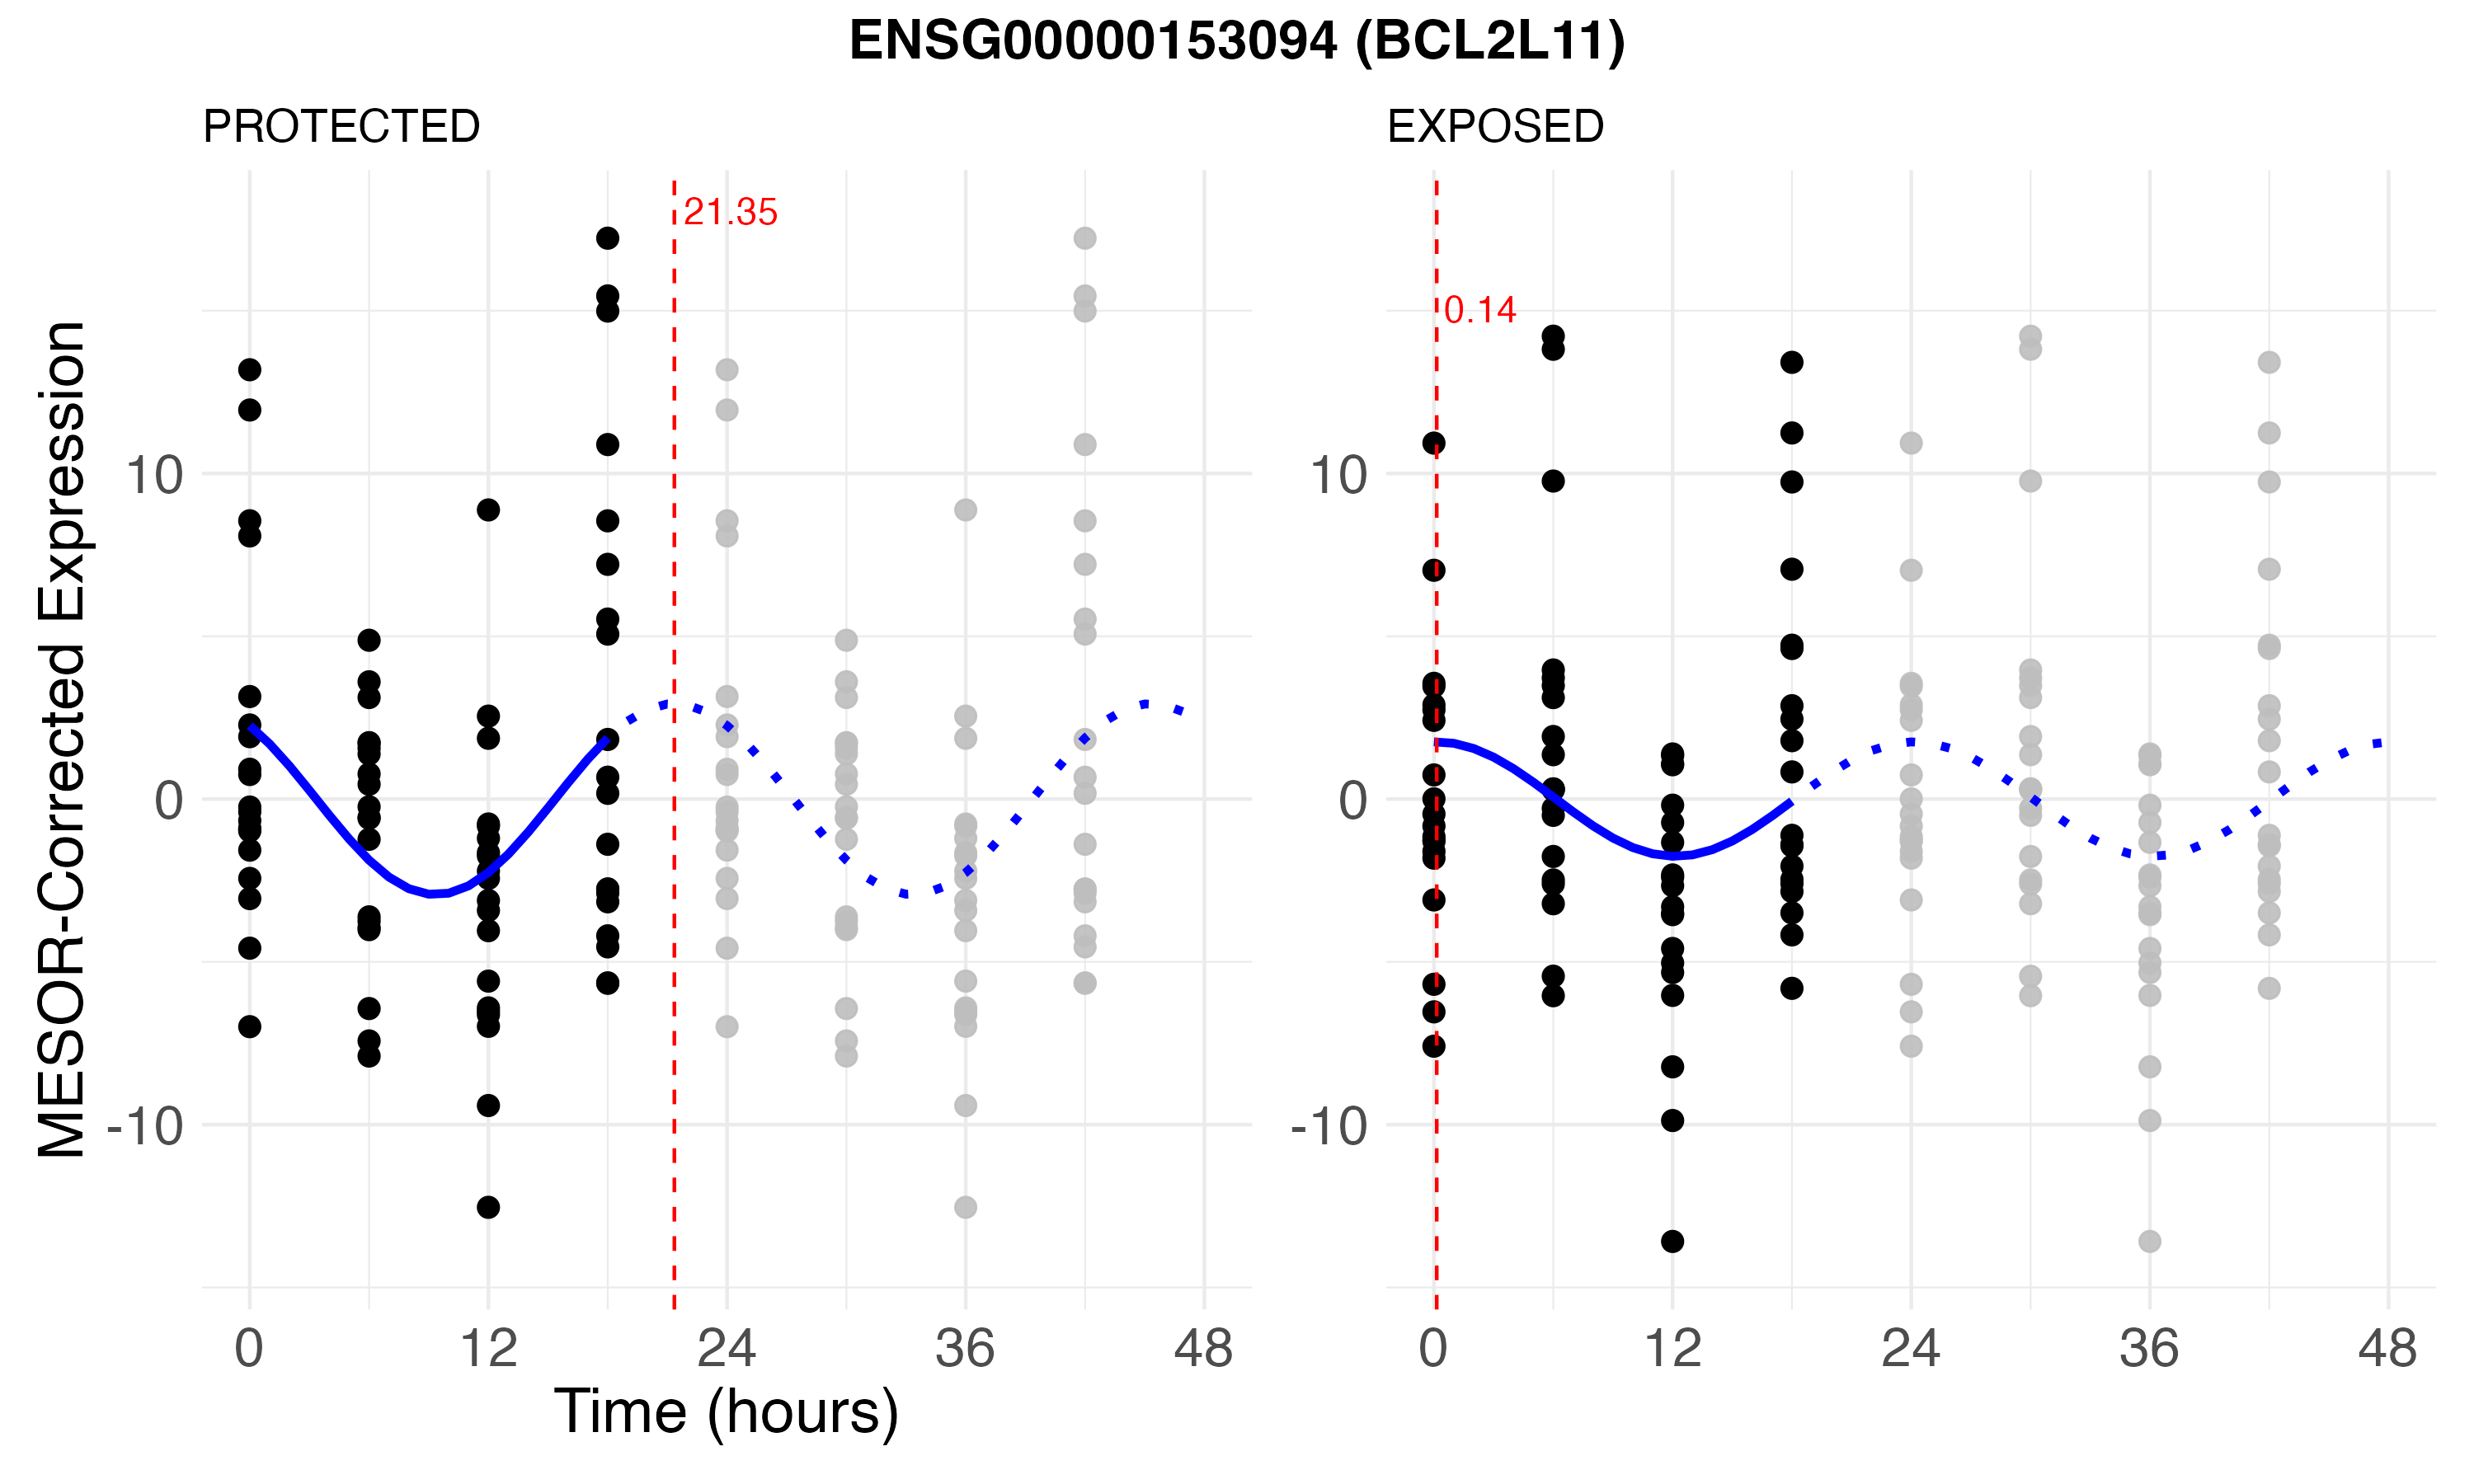 ENSG00000153094 (BCL2L11)
PROTECTED
EXPOSED
MESOR-Corrected Expression
21.35
0.14
10
0
-10
10
0
-10
0 12 24 36 48
0 12 24 36 48
Time (hours)